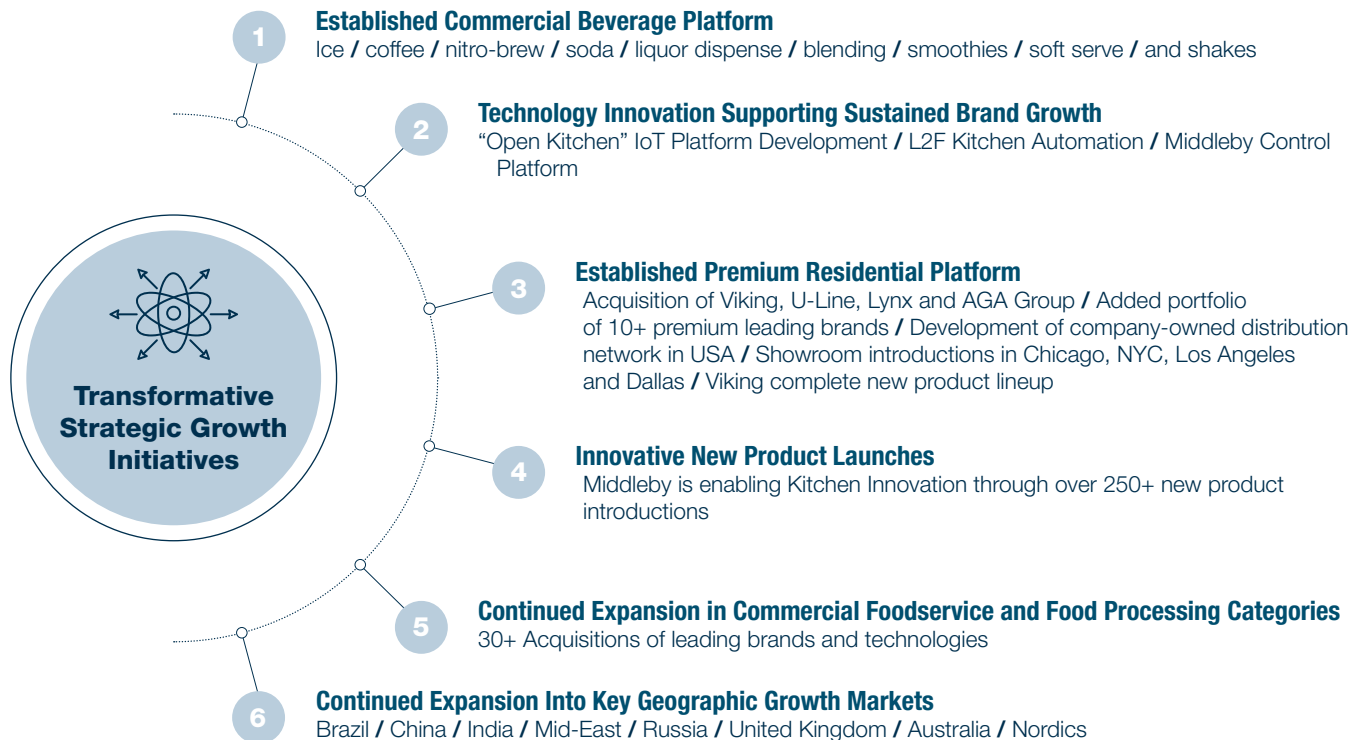 1
Established Commercial Beverage Platform
Ice / coffee / nitro-brew / soda / liquor dispense / blending / smoothies / soft serve / and shakes
2
Technology Innovation Supporting Sustained Brand Growth
“Open Kitchen” IoT Platform Development / L2F Kitchen Automation / Middleby Control
Platform
3
Established Premium Residential Platform
Acquisition of Viking, U-Line, Lynx and AGA Group / Added portfolio
of 10+ premium leading brands / Development of company-owned distribution
network in USA / Showroom introductions in Chicago, NYC, Los Angeles
and Dallas / Viking complete new product lineup
Transformative
Strategic Growth
Initiatives
4
Innovative New Product Launches
Middleby is enabling Kitchen Innovation through over 250+ new product
introductions
5
Continued Expansion in Commercial Foodservice and Food Processing Categories
30+ Acquisitions of leading brands and technologies
6
Continued Expansion Into Key Geographic Growth Markets
Brazil / China / India / Mid-East / Russia / United Kingdom / Australia / Nordics